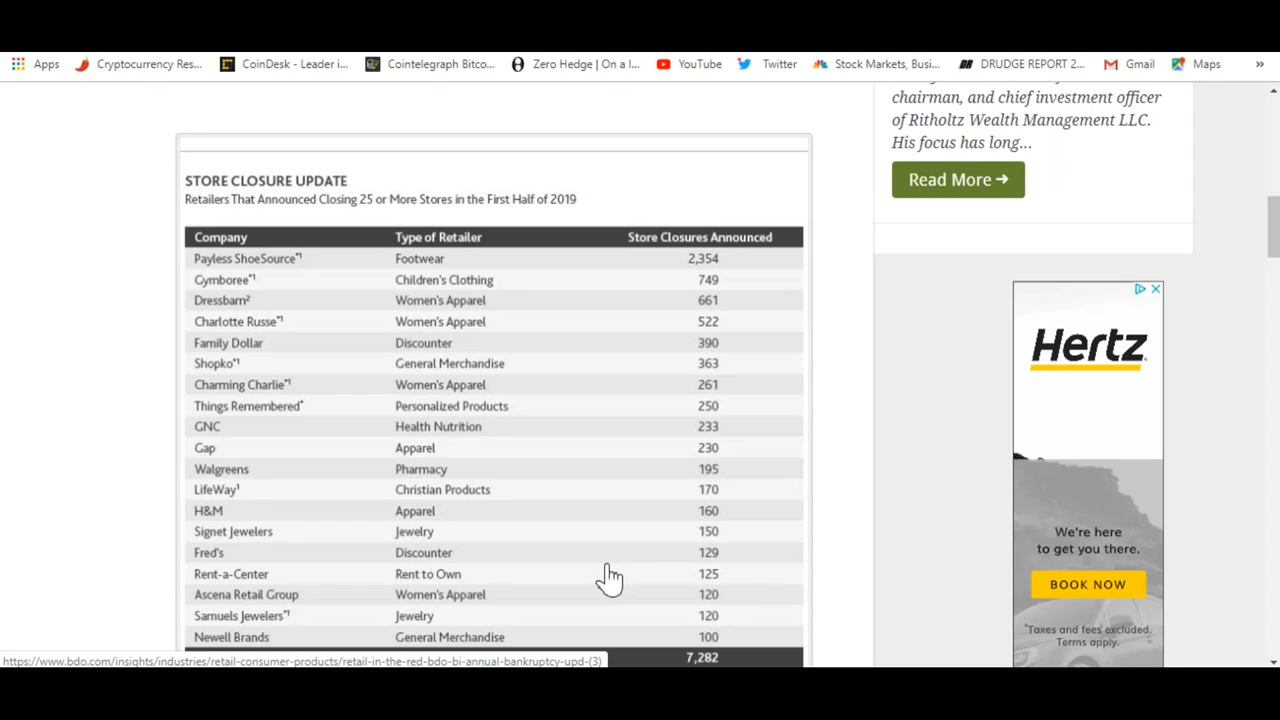 Apps Cryptocurrency Res... CoinDesk - Leader i... Cointelegraph Bitco... Zero Hedge | On a l... YouTube Twitter Stock Markets, Busi... DRUDGE REPORT 2... Gmail Maps »
chairman, and chief investment officer
of Ritholtz Wealth Management LLC.
His focus has long...
Read More →
STORE CLOSURE UPDATE
Retailers That Announced Closing 25 or More Stores in the First Half of 2019
Company Type of Retailer Store Closures Announced
Payless ShoeSource*¹ Footwear 2,354
Gymboree*¹ Children's Clothing 749
Dressbarn² Women's Apparel 661
Charlotte Russe*¹ Women's Apparel 522
Family Dollar Discounter 390
Shopko*¹ General Merchandise 363
Charming Charlie*¹ Women's Apparel 261
Things Remembered* Personalized Products 250
GNC Health Nutrition 233
Gap Apparel 230
Walgreens Pharmacy 195
LifeWay¹ Christian Products 170
H&M Apparel 160
Signet Jewelers Jewelry 150
Fred's Discounter 129
Rent-a-Center Rent to Own 125
Ascena Retail Group Women's Apparel 120
Samuels Jewelers*¹ Jewelry 120
Newell Brands General Merchandise 100
7,282
https://www.bdo.com/insights/industries/retail-consumer-products/retail-in-the-red-bdo-bi-annual-bankruptcy-upd-(3)
Hertz
We're here
to get you there.
BOOK NOW
*Taxes and fees excluded.
Terms apply.